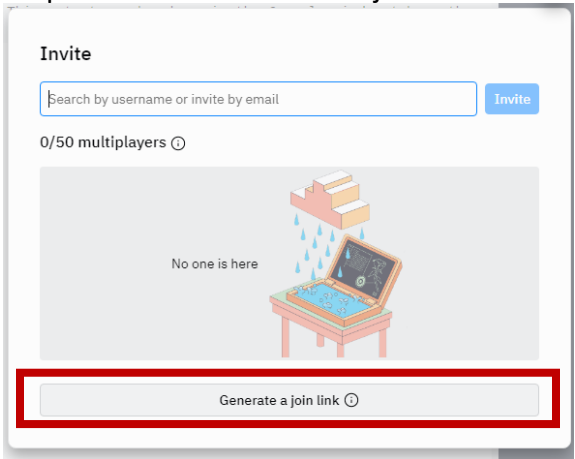 Invite
Search by username or invite by email
Invite
0/50 multiplayers
No one is here
Generate a join link